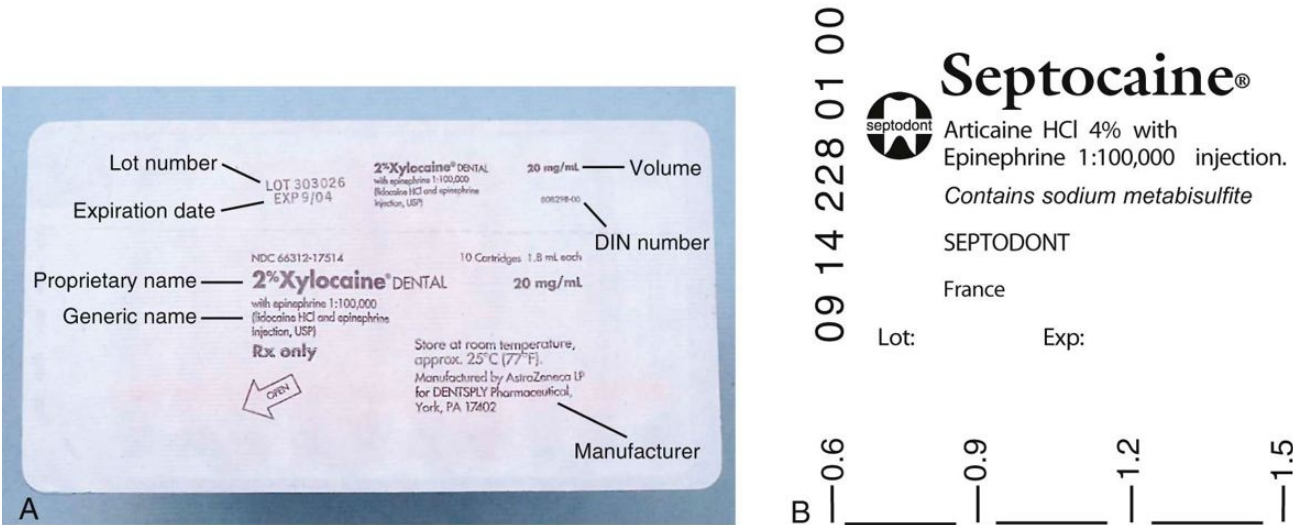 Lot number
Expiration date
LOT 303026
EXP 9/04
2%Xylocaine® DENTAL
with epinephrine 1:100,000
(lidocaine HCl and epinephrine
Injection, USP)
20 mg/mL
Volume
808298-00
DIN number
Proprietary name
Generic name
NDC 66312-17514
2%Xylocaine® DENTAL
with epinephrine 1:100,000
(lidocaine HCl and epinephrine
Injection, USP)
Rx only
OPEN
10 Cartridges 1.8 mL each
20 mg/mL
Store at room temperature,
approx. 25°C (77°F).
Manufactured by AstraZeneca LP
for DENTSPLY Pharmaceutical,
York, PA 17402
Manufacturer
A
09 14 228 01 00
septodont
Septocaine®
Articaine HCl 4% with
Epinephrine 1:100,000 injection.
Contains sodium metabisulfite
SEPTODONT
France
Lot: Exp:
B
0.6
0.9
1.2
1.5